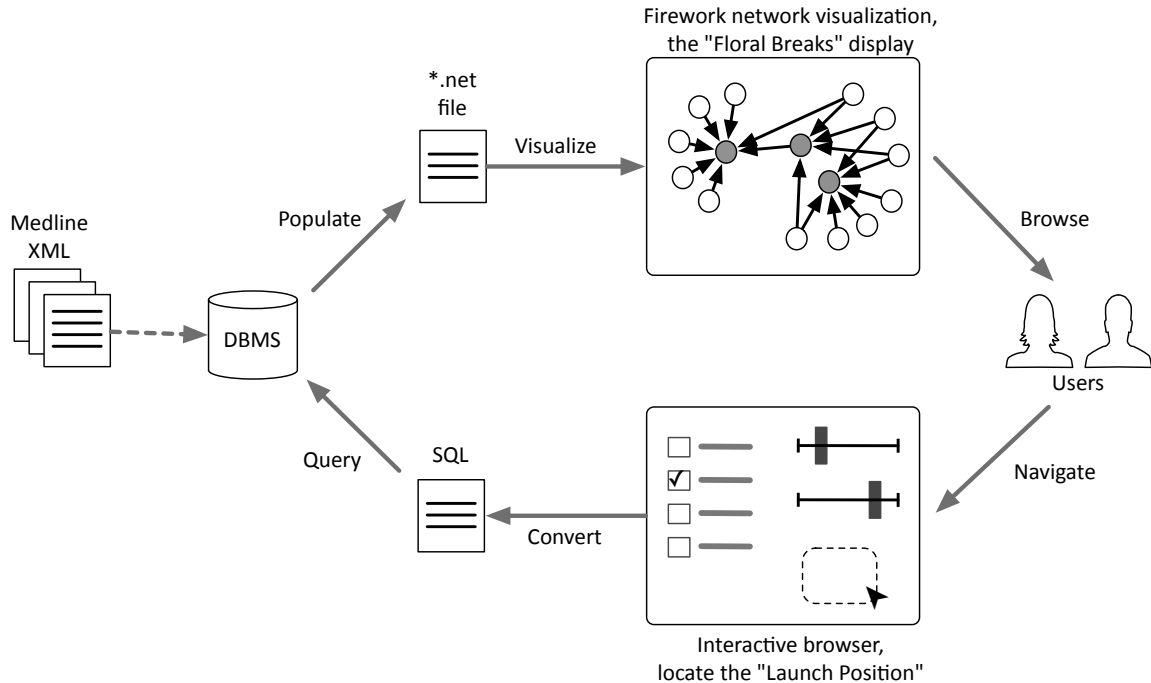 Firework network visualization,
the "Floral Breaks" display
*.net
file
Visualize
Populate
Browse
Medline
XML
DBMS
Users
Query
SQL
Navigate
Convert
Interactive browser,
locate the "Launch Position"